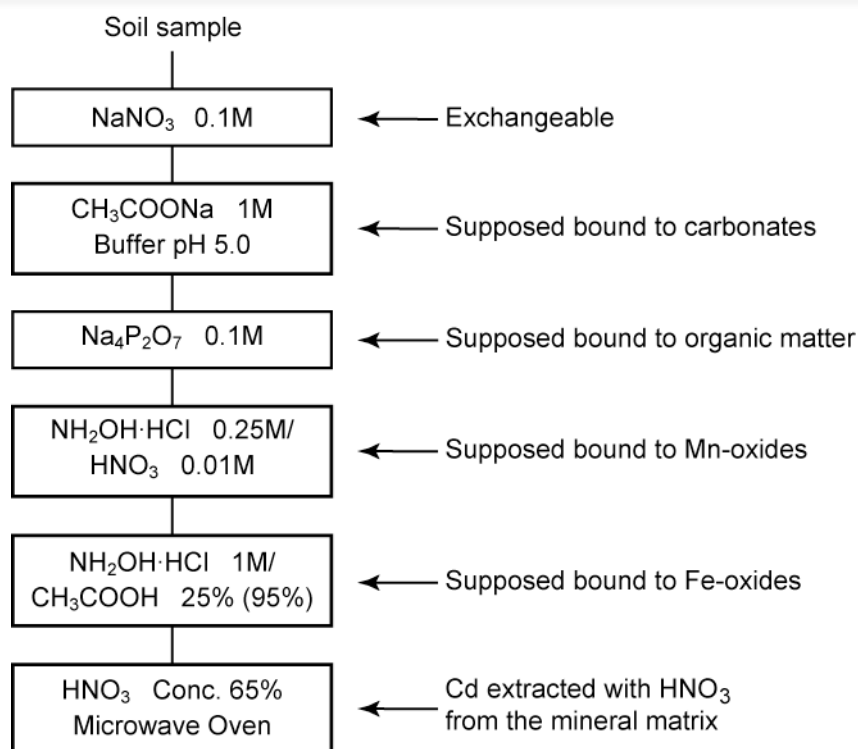 Soil sample
NaNO₃ 0.1M
Exchangeable
CH₃COONa 1M
Buffer pH 5.0
Supposed bound to carbonates
Na₄P₂O₇ 0.1M
Supposed bound to organic matter
NH₂OH·HCl 0.25M/
HNO₃ 0.01M
Supposed bound to Mn-oxides
NH₂OH·HCl 1M/
CH₃COOH 25% (95%)
Supposed bound to Fe-oxides
HNO₃ Conc. 65%
Microwave Oven
Cd extracted with HNO₃
from the mineral matrix